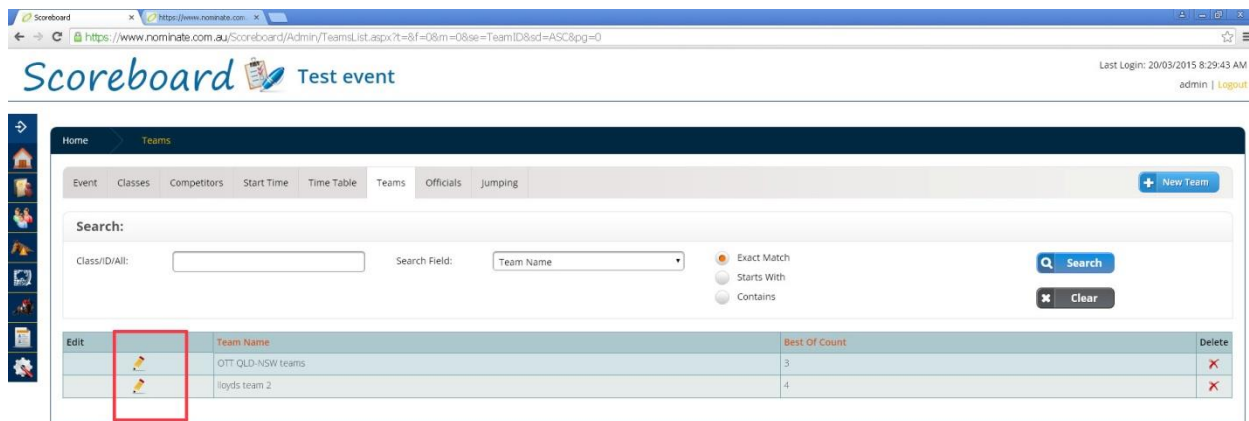 Scoreboard
https://www.nominate.com.
https://www.nominate.com.au/Scoreboard/Admin/TeamsList.aspx?t=&f=0&m=0&se=TeamID&sd=ASC&pg=0
Scoreboard Test event
Last Login: 20/03/2015 8:29:43 AM
admin | Logout
Home Teams
Event Classes Competitors Start Time Time Table Teams Officials Jumping New Team
Search:
Class/ID/All: Search Field: Team Name Exact Match Search
Starts With
Contains Clear
Edit Team Name Best Of Count Delete
OTT QLD-NSW teams 3
lloyds team 2 4